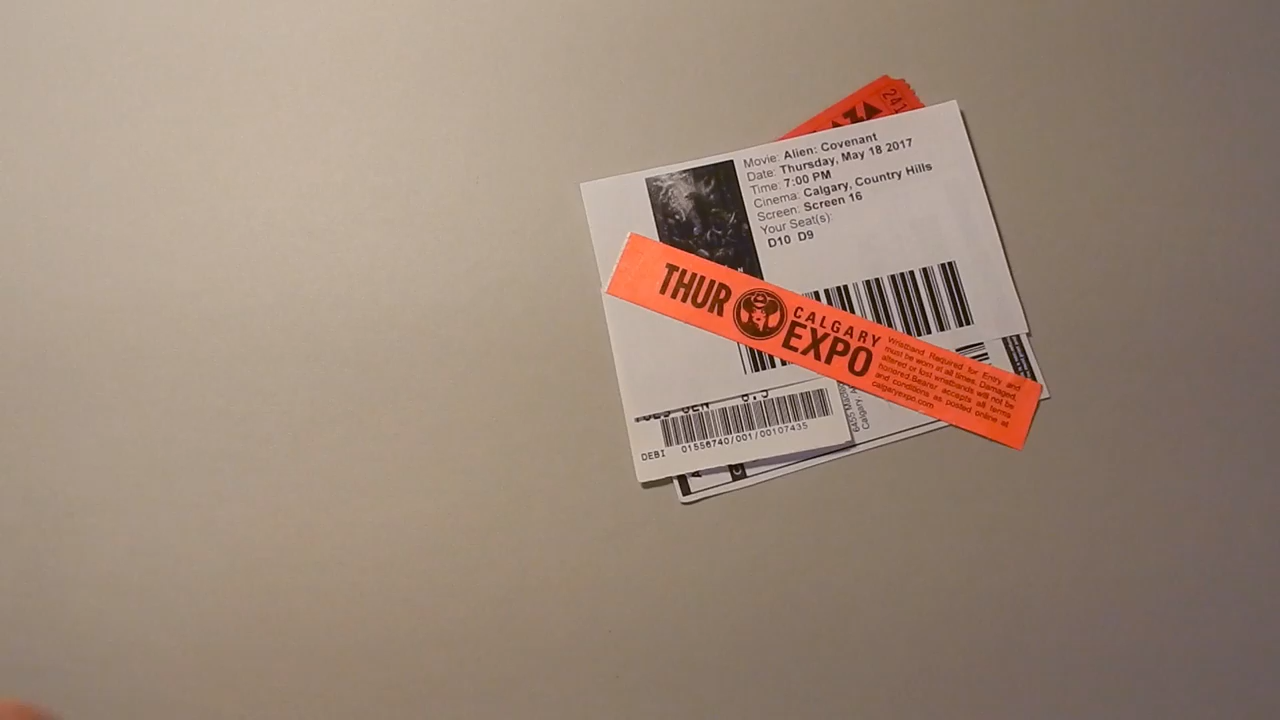 241
AZA
Movie: Alien: Covenant
Date: Thursday, May 18 2017
Time: 7:00 PM
Cinema: Calgary, Country Hills
Screen: Screen 16
Your Seat(s):
D10 D9
THUR
CALGARY
EXPO
Wristband Required for Entry and
must be worn at all times. Damaged,
altered or lost wristbands will not be
honored. Bearer accepts all terms
and conditions as posted online at
calgaryexpo.com
DEBI 01556740/001/00107435
Calgary, A